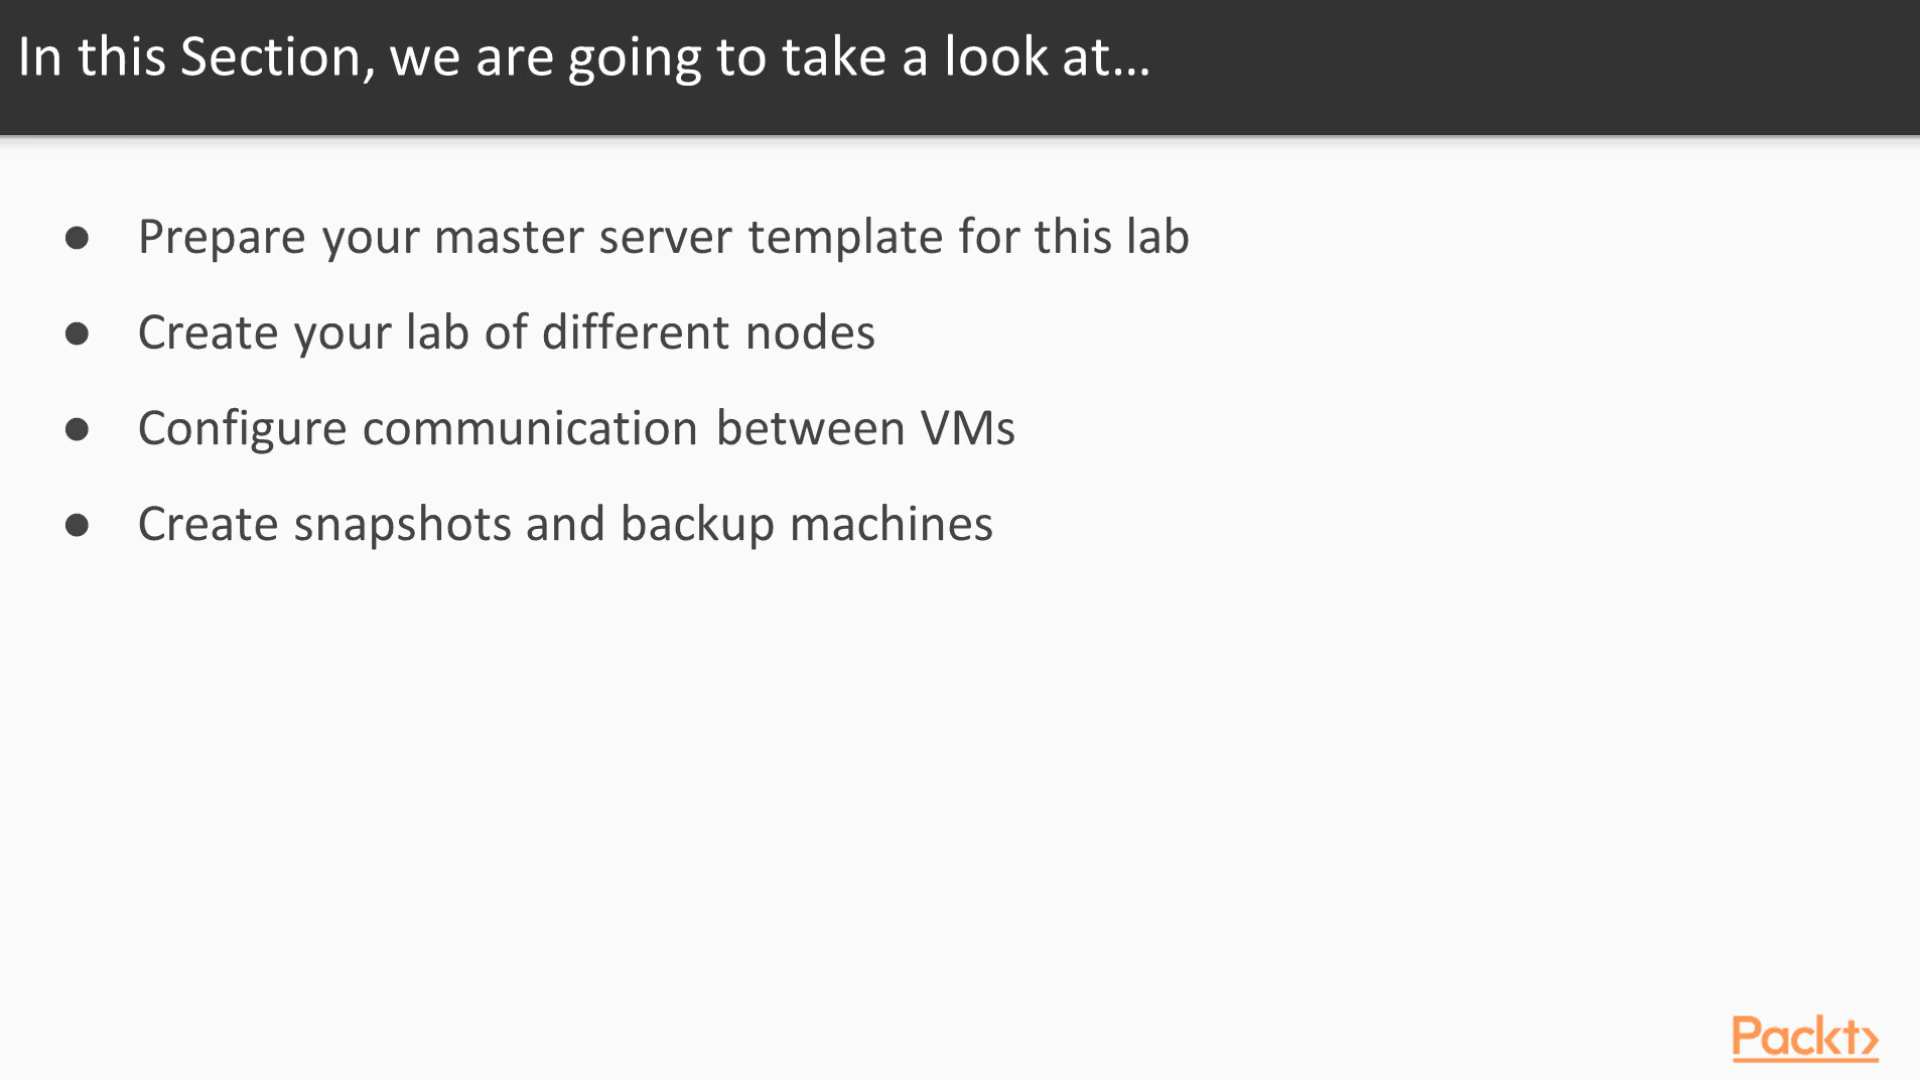 In this Section, we are going to take a look at...
● Prepare your master server template for this lab
● Create your lab of different nodes
● Configure communication between VMs
● Create snapshots and backup machines
Packt>